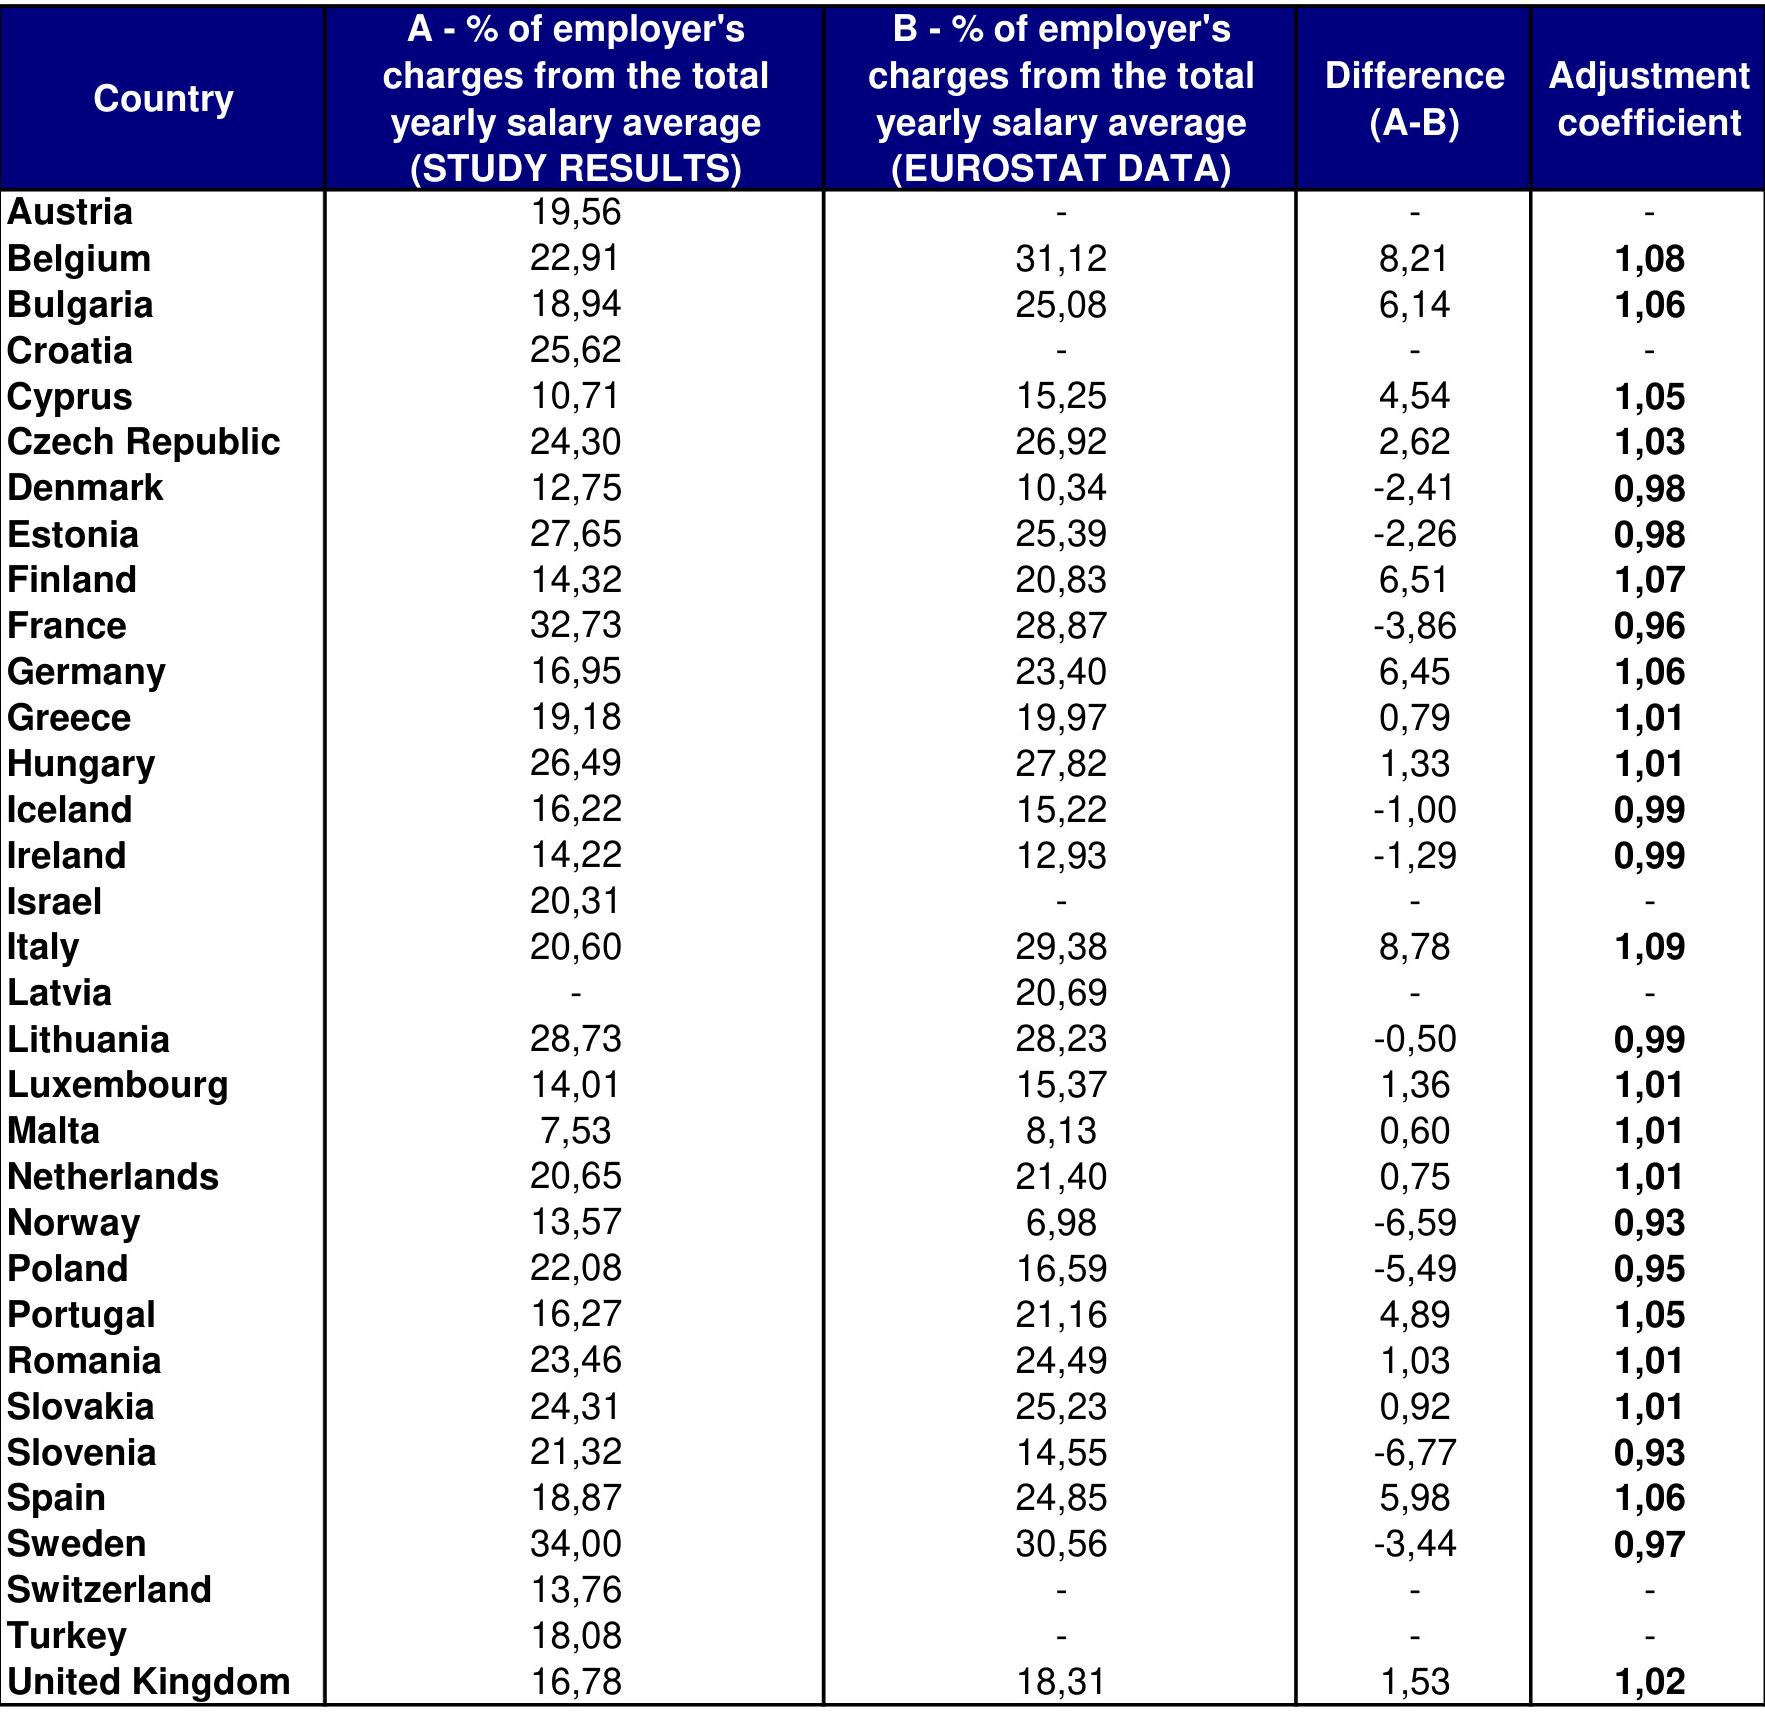 Country
A - % of employer's
charges from the total
yearly salary average
(STUDY RESULTS)
B - % of employer's
charges from the total
yearly salary average
(EUROSTAT DATA)
Difference
(A-B)
Adjustment
coefficient
Austria 19,56 - - -
Belgium 22,91 31,12 8,21 1,08
Bulgaria 18,94 25,08 6,14 1,06
Croatia 25,62 - - -
Cyprus 10,71 15,25 4,54 1,05
Czech Republic 24,30 26,92 2,62 1,03
Denmark 12,75 10,34 -2,41 0,98
Estonia 27,65 25,39 -2,26 0,98
Finland 14,32 20,83 6,51 1,07
France 32,73 28,87 -3,86 0,96
Germany 16,95 23,40 6,45 1,06
Greece 19,18 19,97 0,79 1,01
Hungary 26,49 27,82 1,33 1,01
Iceland 16,22 15,22 -1,00 0,99
Ireland 14,22 12,93 -1,29 0,99
Israel 20,31 - - -
Italy 20,60 29,38 8,78 1,09
Latvia - 20,69 - -
Lithuania 28,73 28,23 -0,50 0,99
Luxembourg 14,01 15,37 1,36 1,01
Malta 7,53 8,13 0,60 1,01
Netherlands 20,65 21,40 0,75 1,01
Norway 13,57 6,98 -6,59 0,93
Poland 22,08 16,59 -5,49 0,95
Portugal 16,27 21,16 4,89 1,05
Romania 23,46 24,49 1,03 1,01
Slovakia 24,31 25,23 0,92 1,01
Slovenia 21,32 14,55 -6,77 0,93
Spain 18,87 24,85 5,98 1,06
Sweden 34,00 30,56 -3,44 0,97
Switzerland 13,76 - - -
Turkey 18,08 - - -
United Kingdom 16,78 18,31 1,53 1,02